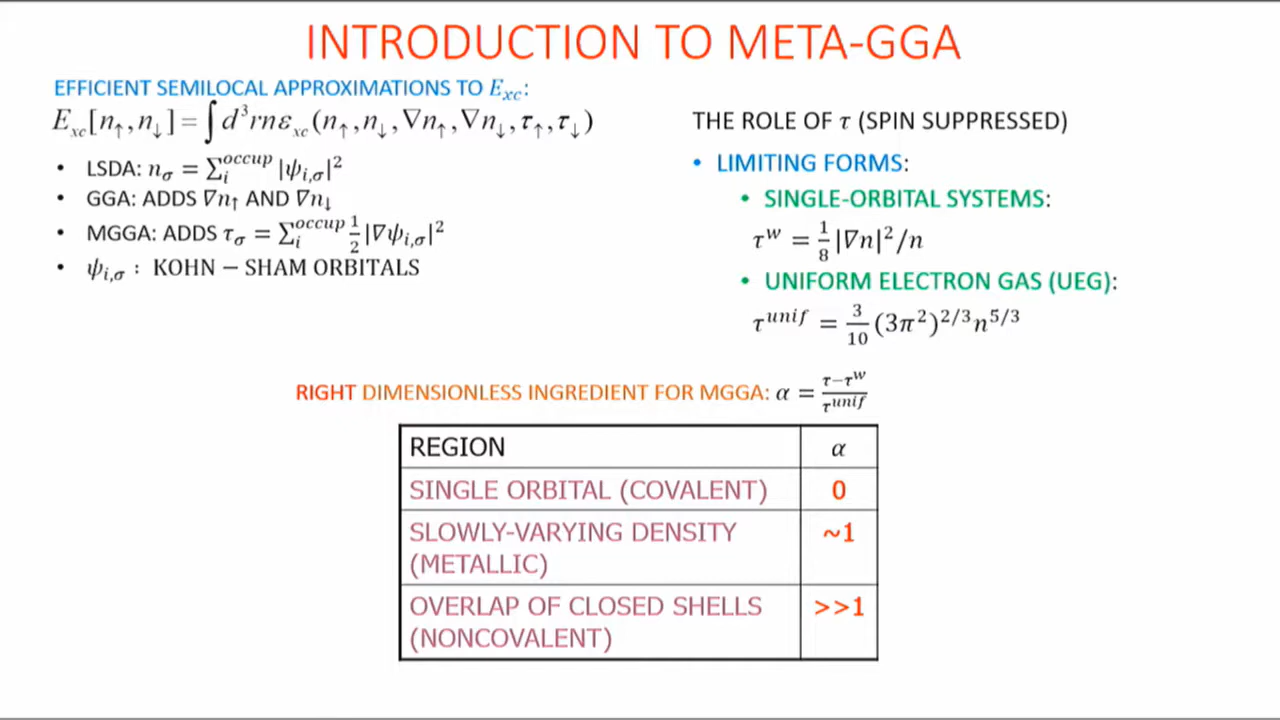 INTRODUCTION TO META-GGA
EFFICIENT SEMILOCAL APPROXIMATIONS TO E_xc:
E_xc[n↑,n↓] = ∫ d³r n ε_xc(n↑,n↓,∇n↑,∇n↓,τ↑,τ↓)
• LSDA: n_σ = ∑_i^occup |ψ_i,σ|²
• GGA: ADDS ∇n↑ AND ∇n↓
• MGGA: ADDS τ_σ = ∑_i^occup 1/2 |∇ψ_i,σ|²
• ψ_i,σ : KOHN − SHAM ORBITALS
THE ROLE OF τ (SPIN SUPPRESSED)
• LIMITING FORMS:
• SINGLE-ORBITAL SYSTEMS:
τ^w = 1/8 |∇n|²/n
• UNIFORM ELECTRON GAS (UEG):
τ^unif = 3/10 (3π²)^2/3 n^5/3
RIGHT DIMENSIONLESS INGREDIENT FOR MGGA: α = (τ−τ^w)/τ^unif
REGION α
SINGLE ORBITAL (COVALENT) 0
SLOWLY-VARYING DENSITY ~1
(METALLIC)
OVERLAP OF CLOSED SHELLS >>1
(NONCOVALENT)